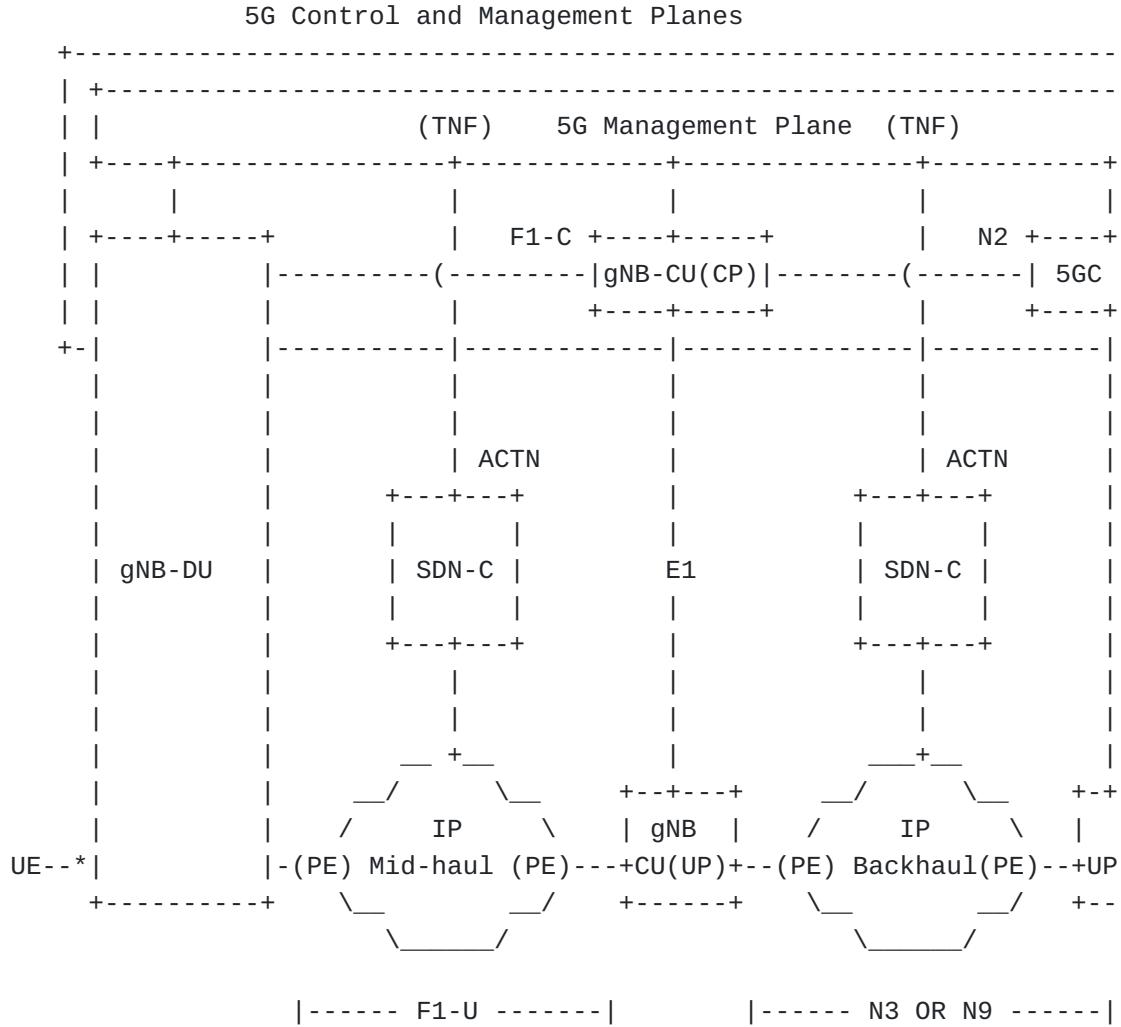 5G Control and Management Planes
(TNF) 5G Management Plane (TNF)
F1-C N2
gNB-CU(CP) 5GC
ACTN ACTN
gNB-DU SDN-C E1 SDN-C
IP gNB IP
UE--* (PE) Mid-haul (PE) CU(UP) (PE) Backhaul(PE) UP
F1-U N3 OR N9